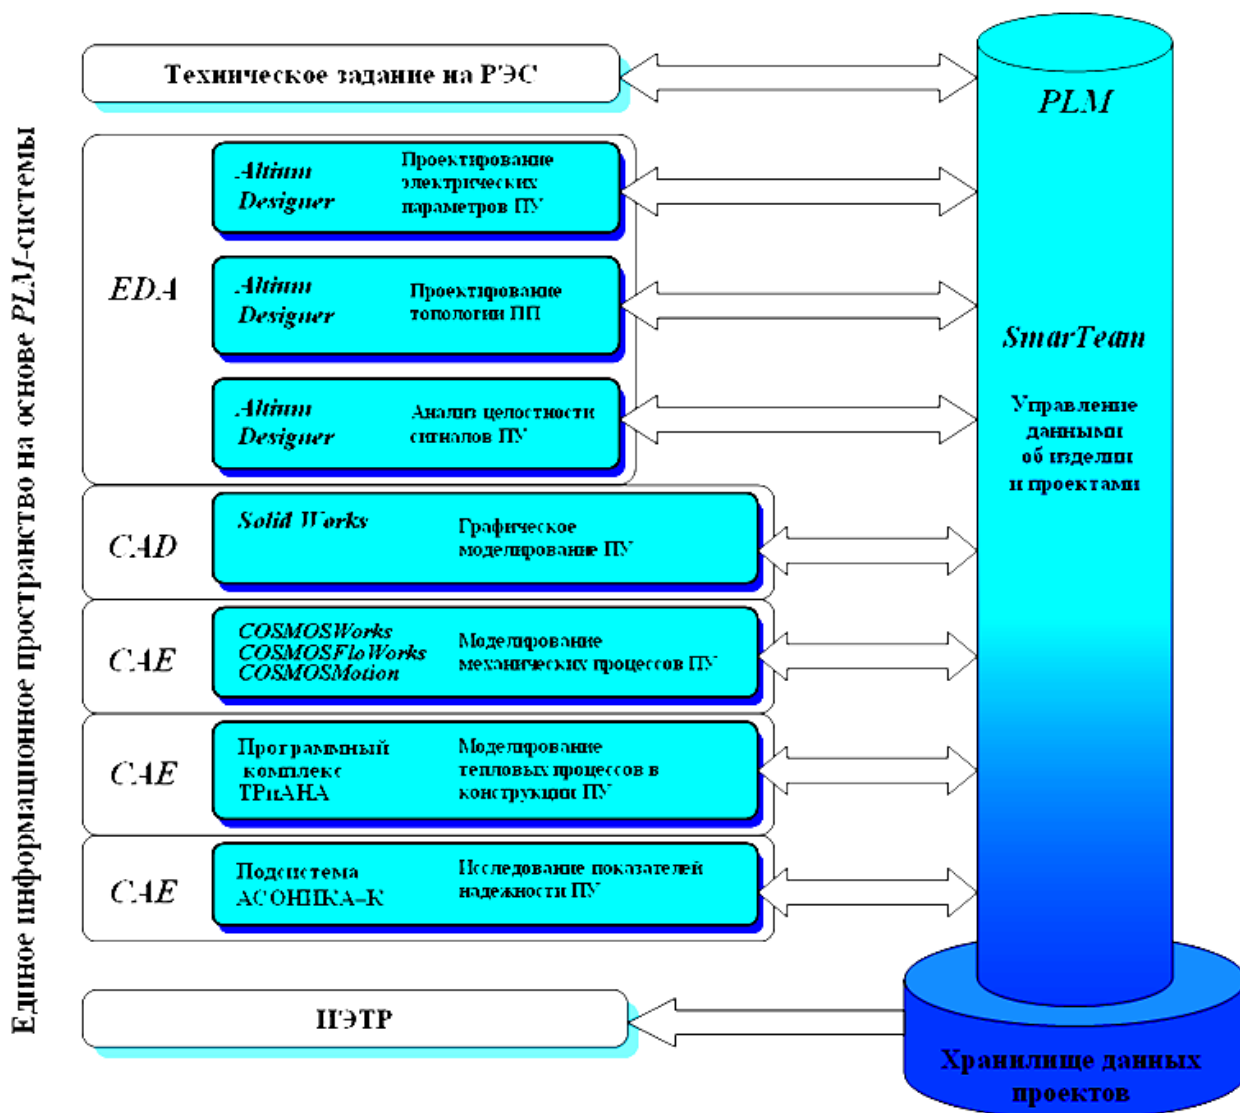 Единое информационное пространство на основе PLM-системы
Техническое задание на РЭС
PLM
EDA
Altium
Designer
Проектирование
электрических
параметров ПУ
Altium
Designer
Проектирование
топологии ПП
Altium
Designer
Анализ целостности
сигналов ПУ
SmarTeam
Управление
данными
об изделии
и проектами
CAD
Solid Works
Графическое
моделирование ПУ
CAE
COSMOSWorks
COSMOSFloWorks
COSMOSMotion
Моделирование
механических процессов ПУ
CAE
Программный
комплекс
ТРиАНА
Моделирование
тепловых процессов в
конструкции ПУ
CAE
Подсистема
АСОНИКА–К
Исследование показателей
надежности ПУ
ИЭТР
Хранилище данных
проектов